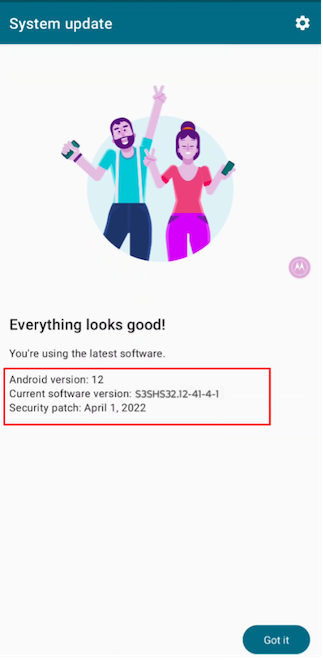 System update
Everything looks good!
You're using the latest software.
Android version: 12
Current software version: S3SHS32.12-41-4-1
Security patch: April 1, 2022
Got it